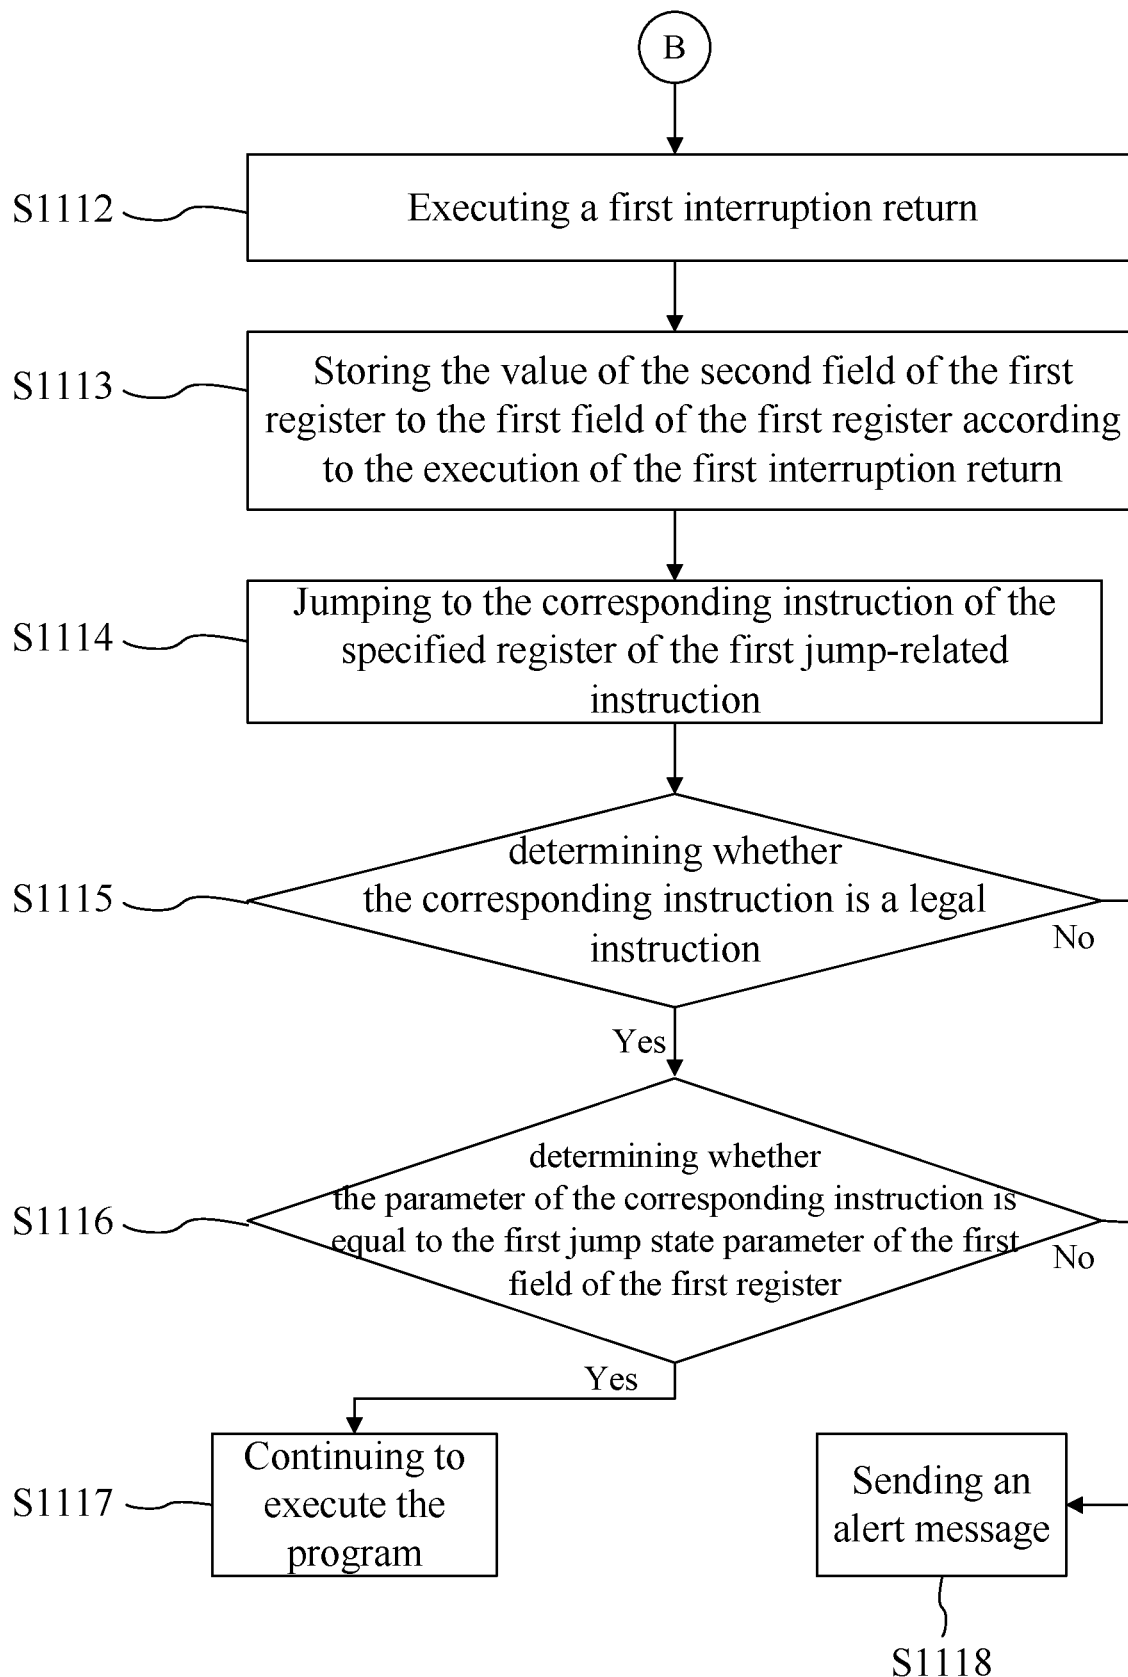 B
S1112
Executing a first interruption return
S1113
Storing the value of the second field of the first
register to the first field of the first register according
to the execution of the first interruption return
S1114
Jumping to the corresponding instruction of the
specified register of the first jump-related
instruction
S1115
determining whether
the corresponding instruction is a legal
instruction
No
Yes
S1116
determining whether
the parameter of the corresponding instruction is
equal to the first jump state parameter of the first
field of the first register
No
Yes
S1117
Continuing to
execute the
program
Sending an
alert message
S1118